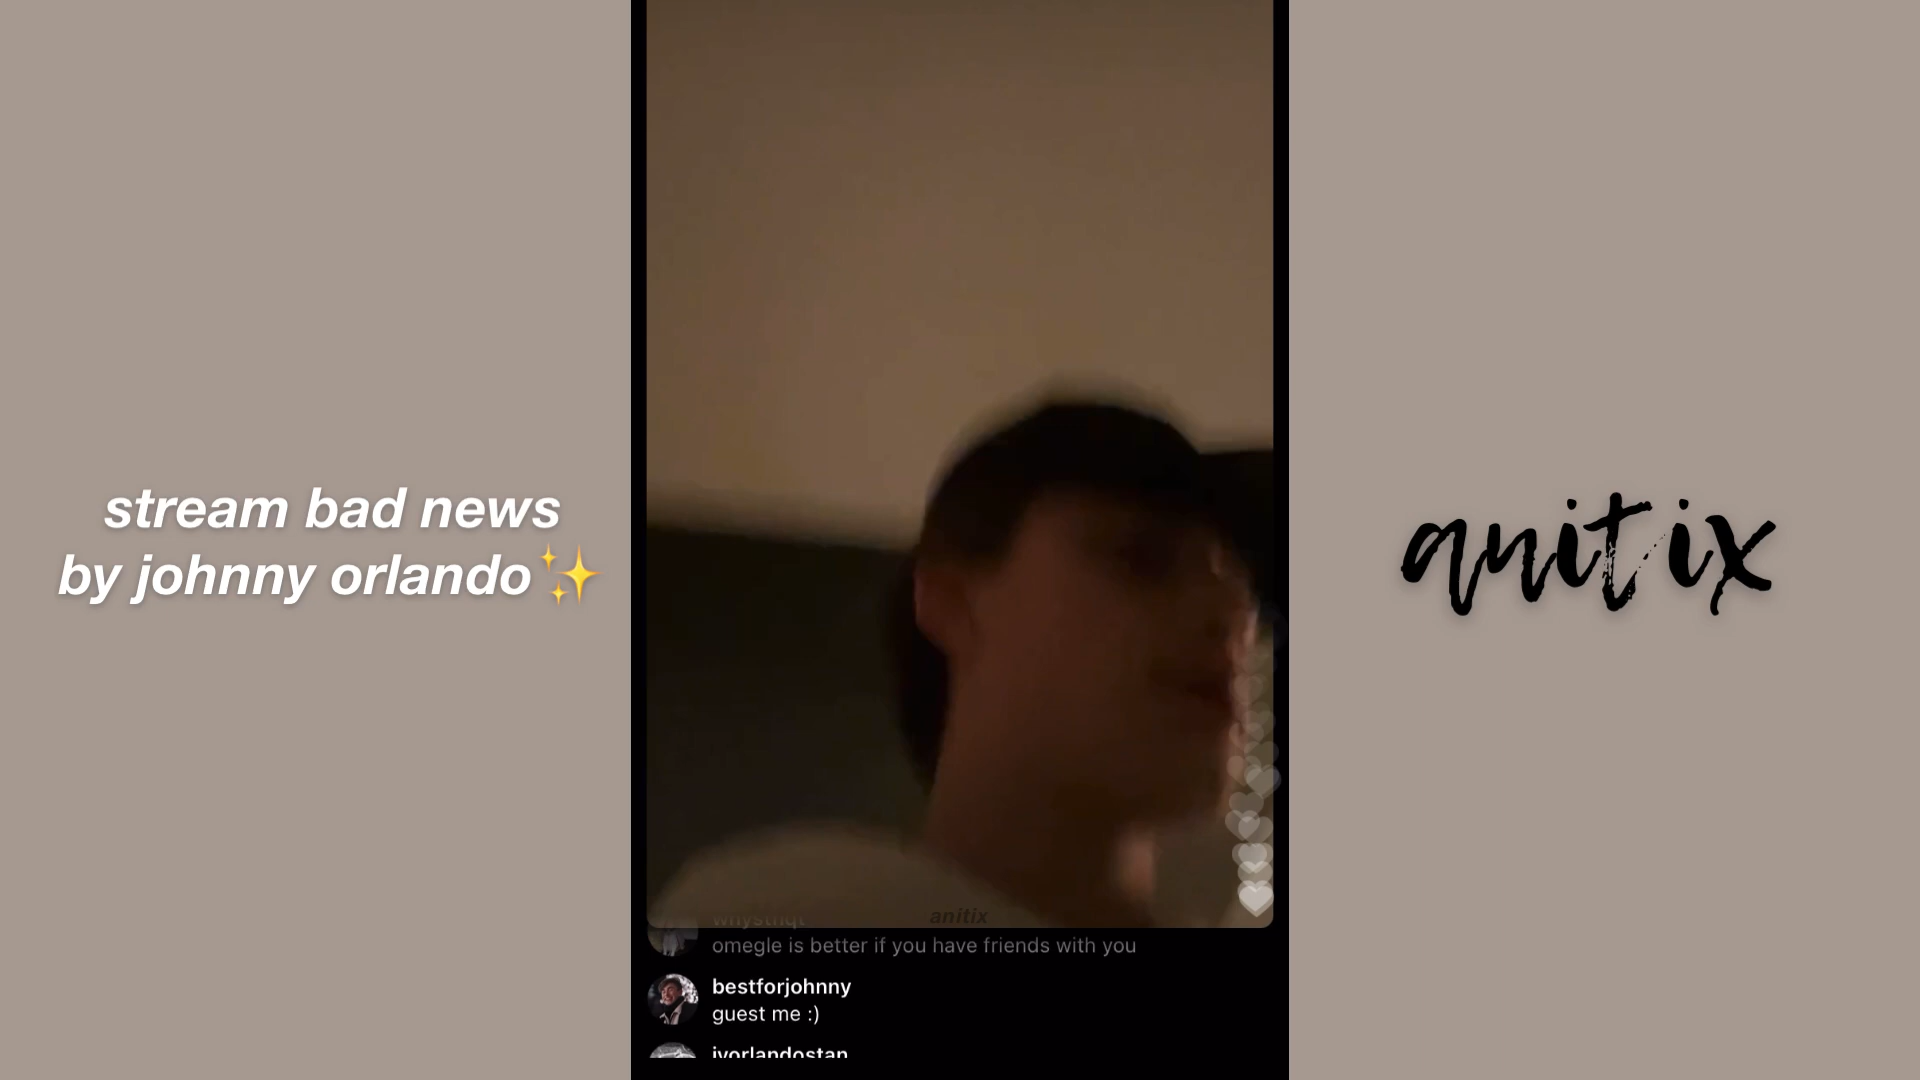 stream bad news
by johnny orlando✨
anitix
anitix
whysthqt
omegle is better if you have friends with you
bestforjohnny
guest me :)
ivorlandostan